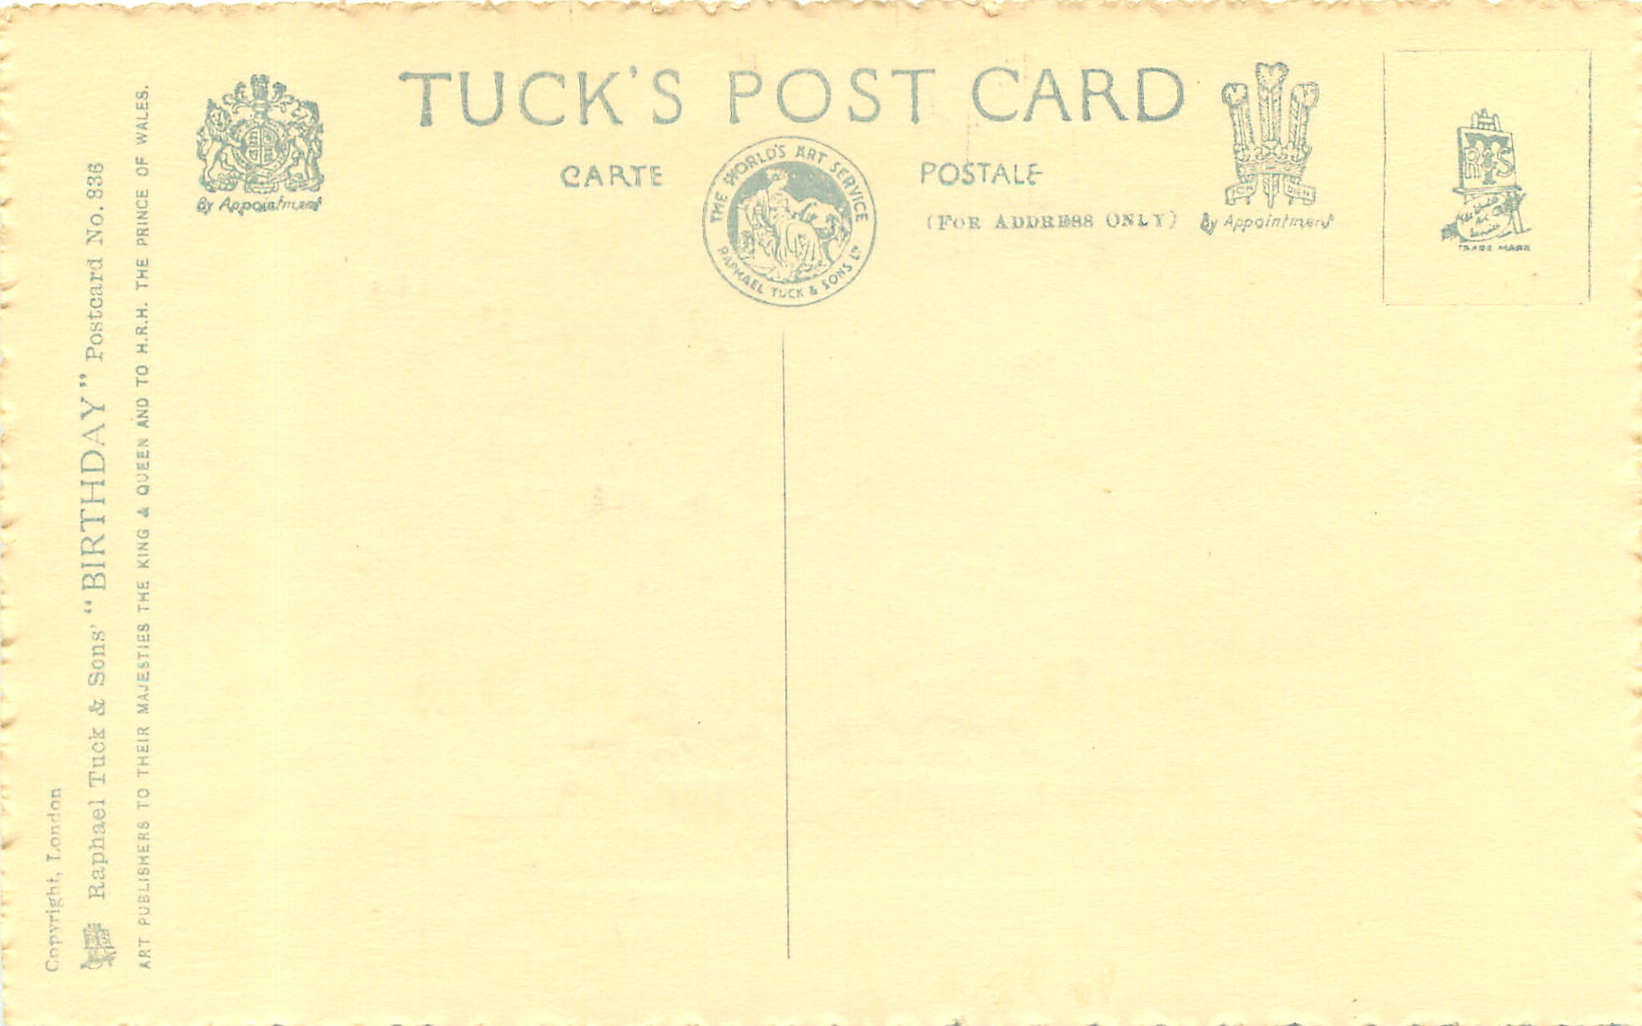 TUCK'S POST CARD
CARTE POSTALE
(FOR ADDRESS ONLY)
By Appointment
By Appointment
THE WORLD'S ART SERVICE
RAPHAEL TUCK & SONS LTD
R T S
TRADE MARK
Copyright, London
Raphael Tuck & Sons' "BIRTHDAY" Postcard No. 836
ART PUBLISHERS TO THEIR MAJESTIES THE KING & QUEEN AND TO H.R.H. THE PRINCE OF WALES.